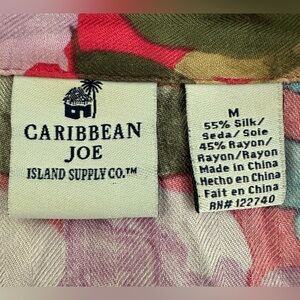 CARIBBEAN
JOE
ISLAND SUPPLY CO.™
M
55% Silk/
Seda/Soie
45% Rayon/
Rayon/Rayon
Made in China
Hecho en China
Fait en China
RN# 122740